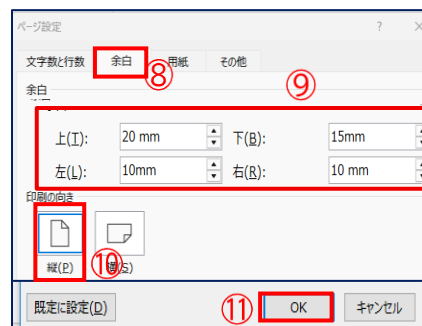 ページ設定 ? ×
文字数と行数 余白 ⑧ 用紙 その他
余白 ⑨
上(T): 20 mm 下(B): 15mm
左(L): 10mm 右(R): 10 mm
印刷の向き
縦(P) ⑩ 横(S)
既定に設定(D) ⑪ OK キャンセル